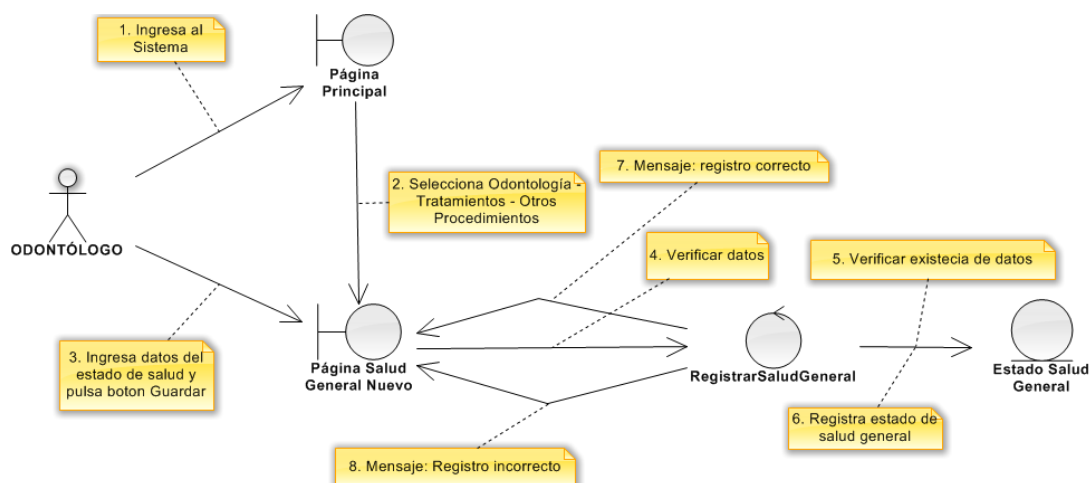 1. Ingresa al
Sistema
Página
Principal
7. Mensaje: registro correcto
2. Selecciona Odontología -
Tratamientos - Otros
Procedimientos
ODONTÓLOGO
4. Verificar datos
5. Verificar existecia de datos
3. Ingresa datos del
estado de salud y
pulsa boton Guardar
Página Salud
General Nuevo
RegistrarSaludGeneral
Estado Salud
General
6. Registra estado de
salud general
8. Mensaje: Registro incorrecto